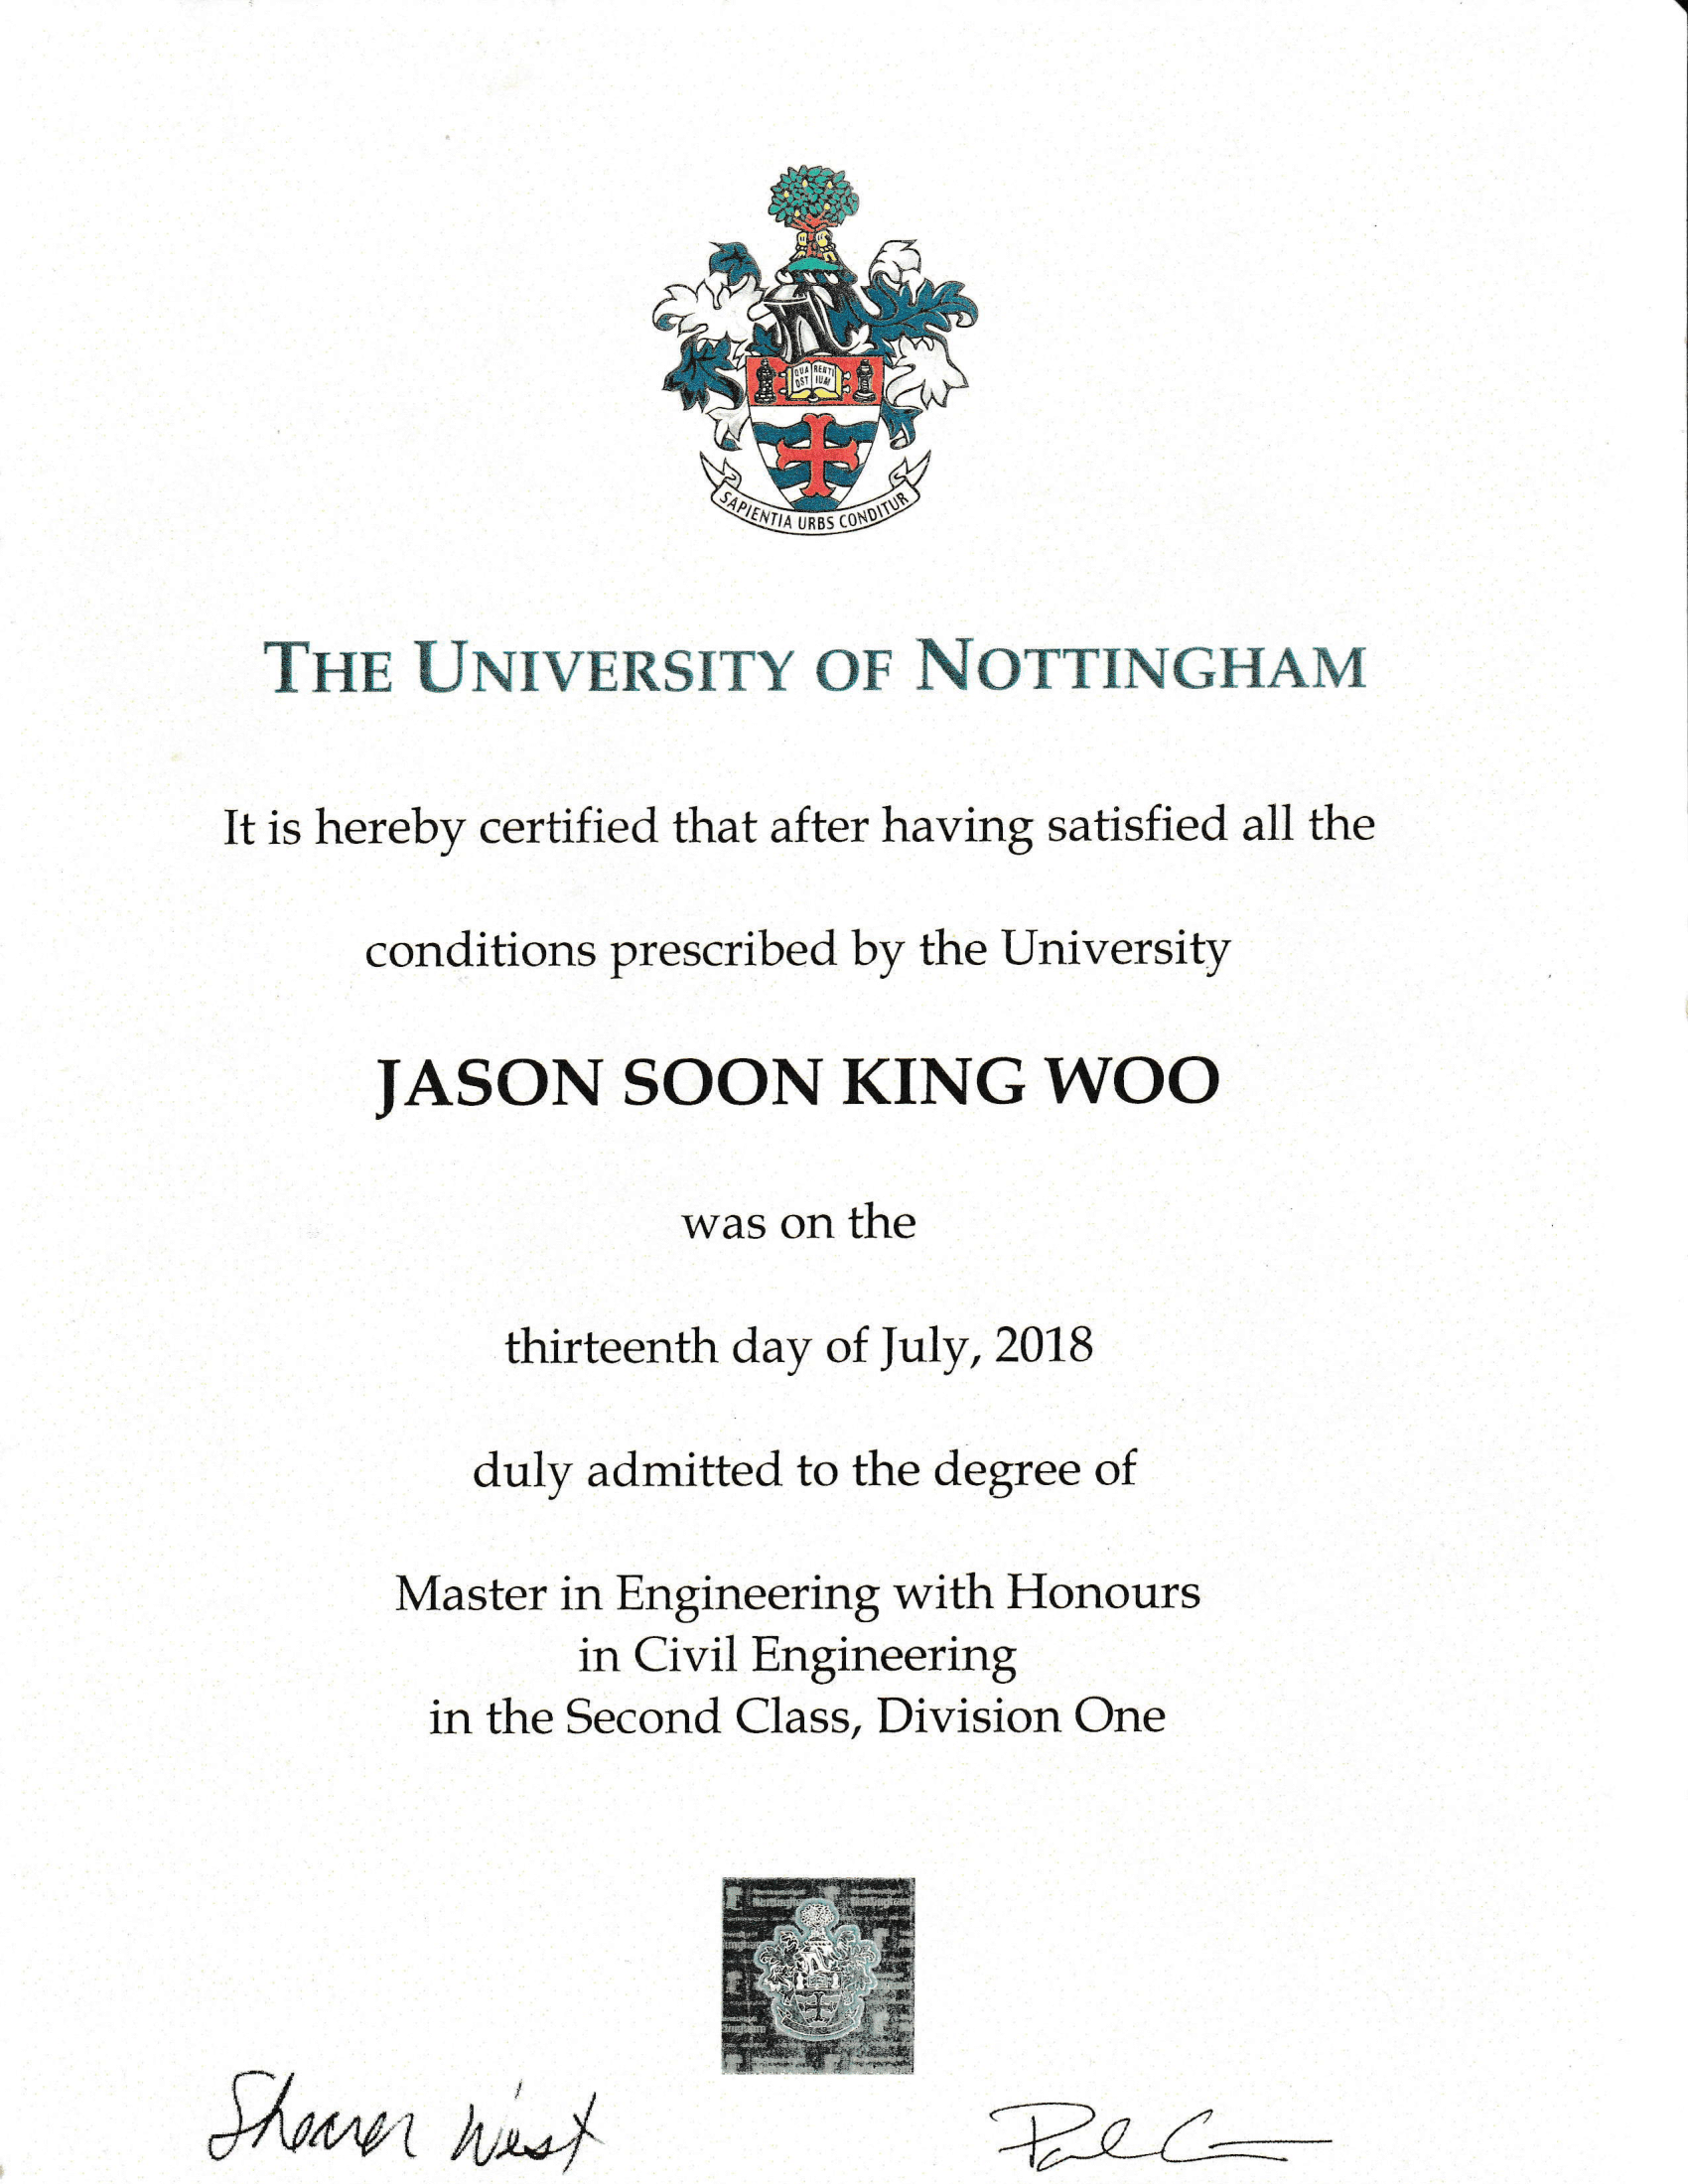 QUA RENTI
OST IUM
SAPIENTIA URBS CONDITUR
THE UNIVERSITY OF NOTTINGHAM
It is hereby certified that after having satisfied all the
conditions prescribed by the University
JASON SOON KING WOO
was on the
thirteenth day of July, 2018
duly admitted to the degree of
Master in Engineering with Honours
in Civil Engineering
in the Second Class, Division One
Shearer West